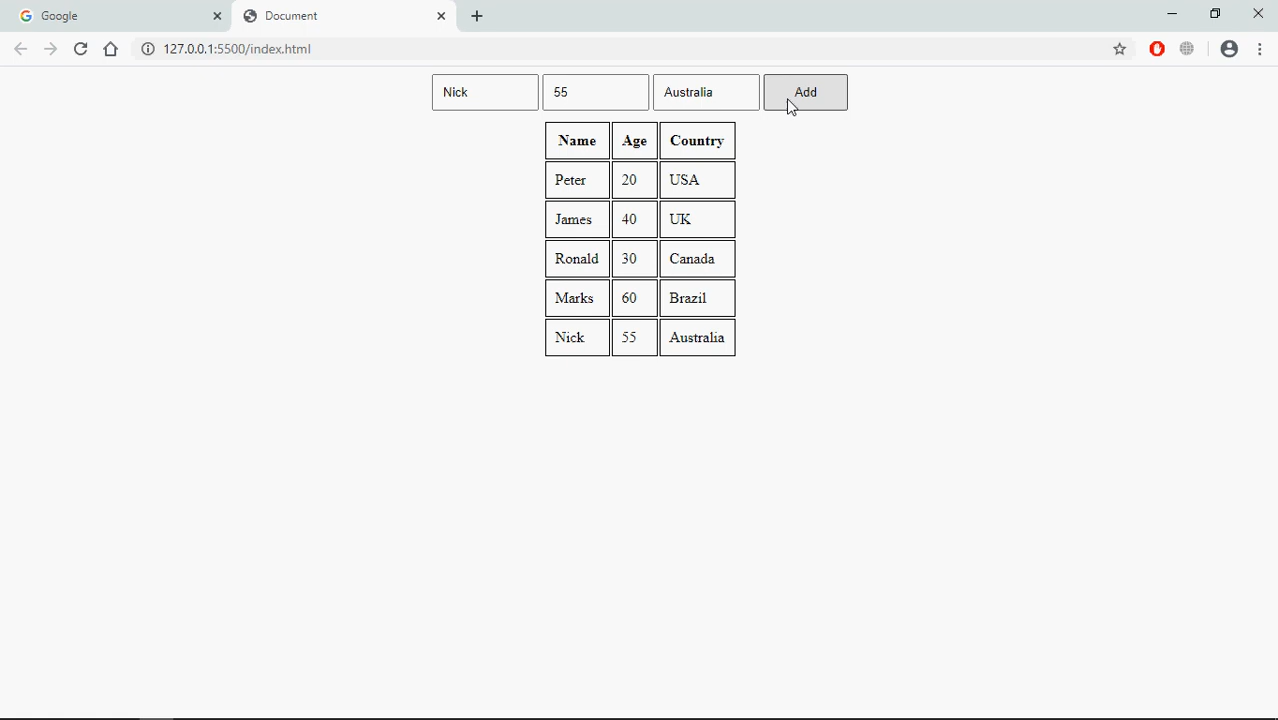 Google Document
127.0.0.1:5500/index.html
Nick 55 Australia Add
Name Age Country
Peter 20 USA
James 40 UK
Ronald 30 Canada
Marks 60 Brazil
Nick 55 Australia